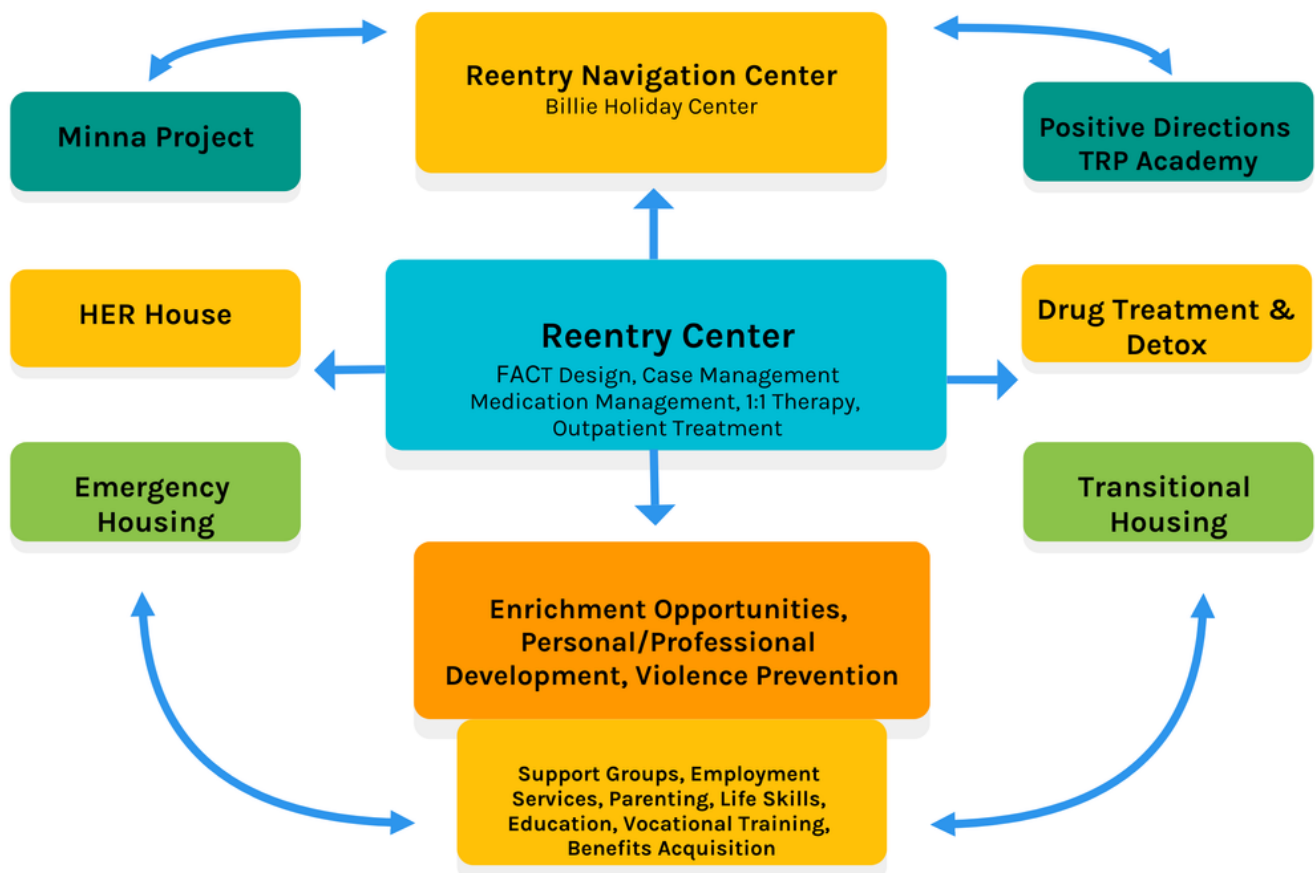 Reentry Navigation Center
Billie Holiday Center
Minna Project
Positive Directions
TRP Academy
HER House
Reentry Center
FACT Design, Case Management
Medication Management, 1:1 Therapy,
Outpatient Treatment
Drug Treatment &
Detox
Emergency
Housing
Transitional
Housing
Enrichment Opportunities,
Personal/Professional
Development, Violence Prevention
Support Groups, Employment
Services, Parenting, Life Skills,
Education, Vocational Training,
Benefits Acquisition